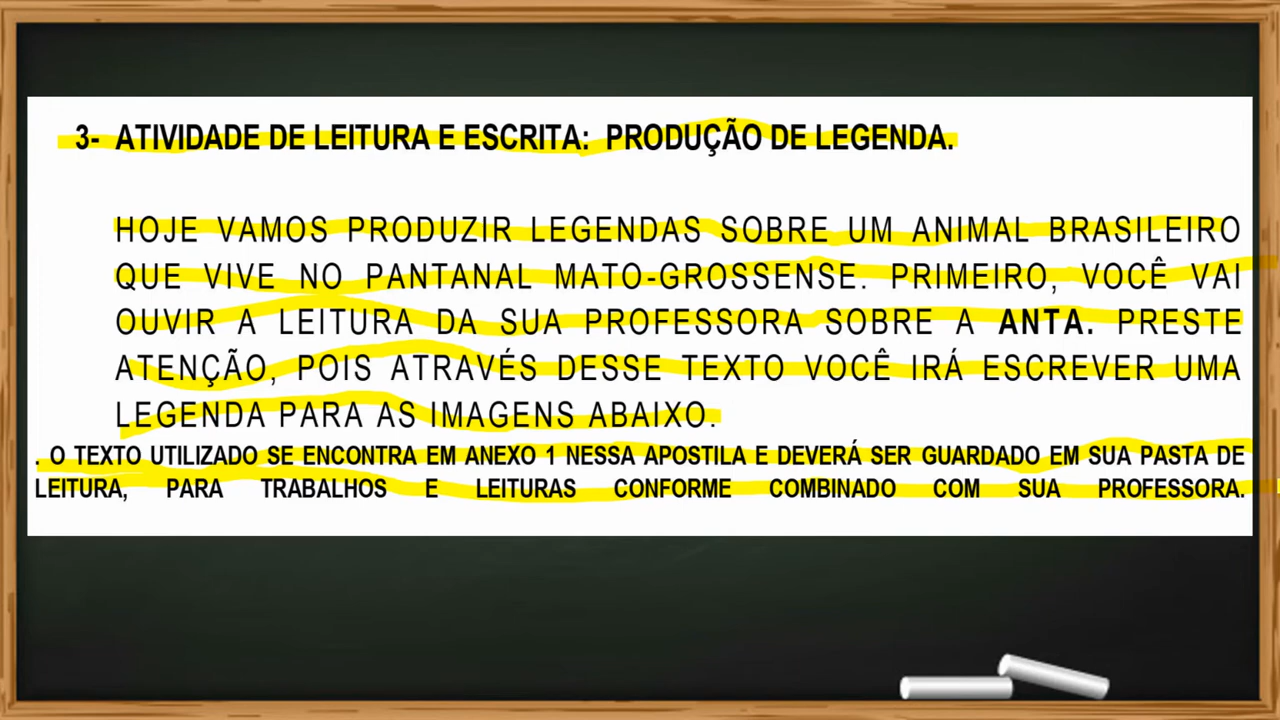 3- ATIVIDADE DE LEITURA E ESCRITA: PRODUÇÃO DE LEGENDA.
HOJE VAMOS PRODUZIR LEGENDAS SOBRE UM ANIMAL BRASILEIRO
QUE VIVE NO PANTANAL MATO-GROSSENSE. PRIMEIRO, VOCÊ VAI
OUVIR A LEITURA DA SUA PROFESSORA SOBRE A ANTA. PRESTE
ATENÇÃO, POIS ATRAVÉS DESSE TEXTO VOCÊ IRÁ ESCREVER UMA
LEGENDA PARA AS IMAGENS ABAIXO.
. O TEXTO UTILIZADO SE ENCONTRA EM ANEXO 1 NESSA APOSTILA E DEVERÁ SER GUARDADO EM SUA PASTA DE
LEITURA, PARA TRABALHOS E LEITURAS CONFORME COMBINADO COM SUA PROFESSORA.